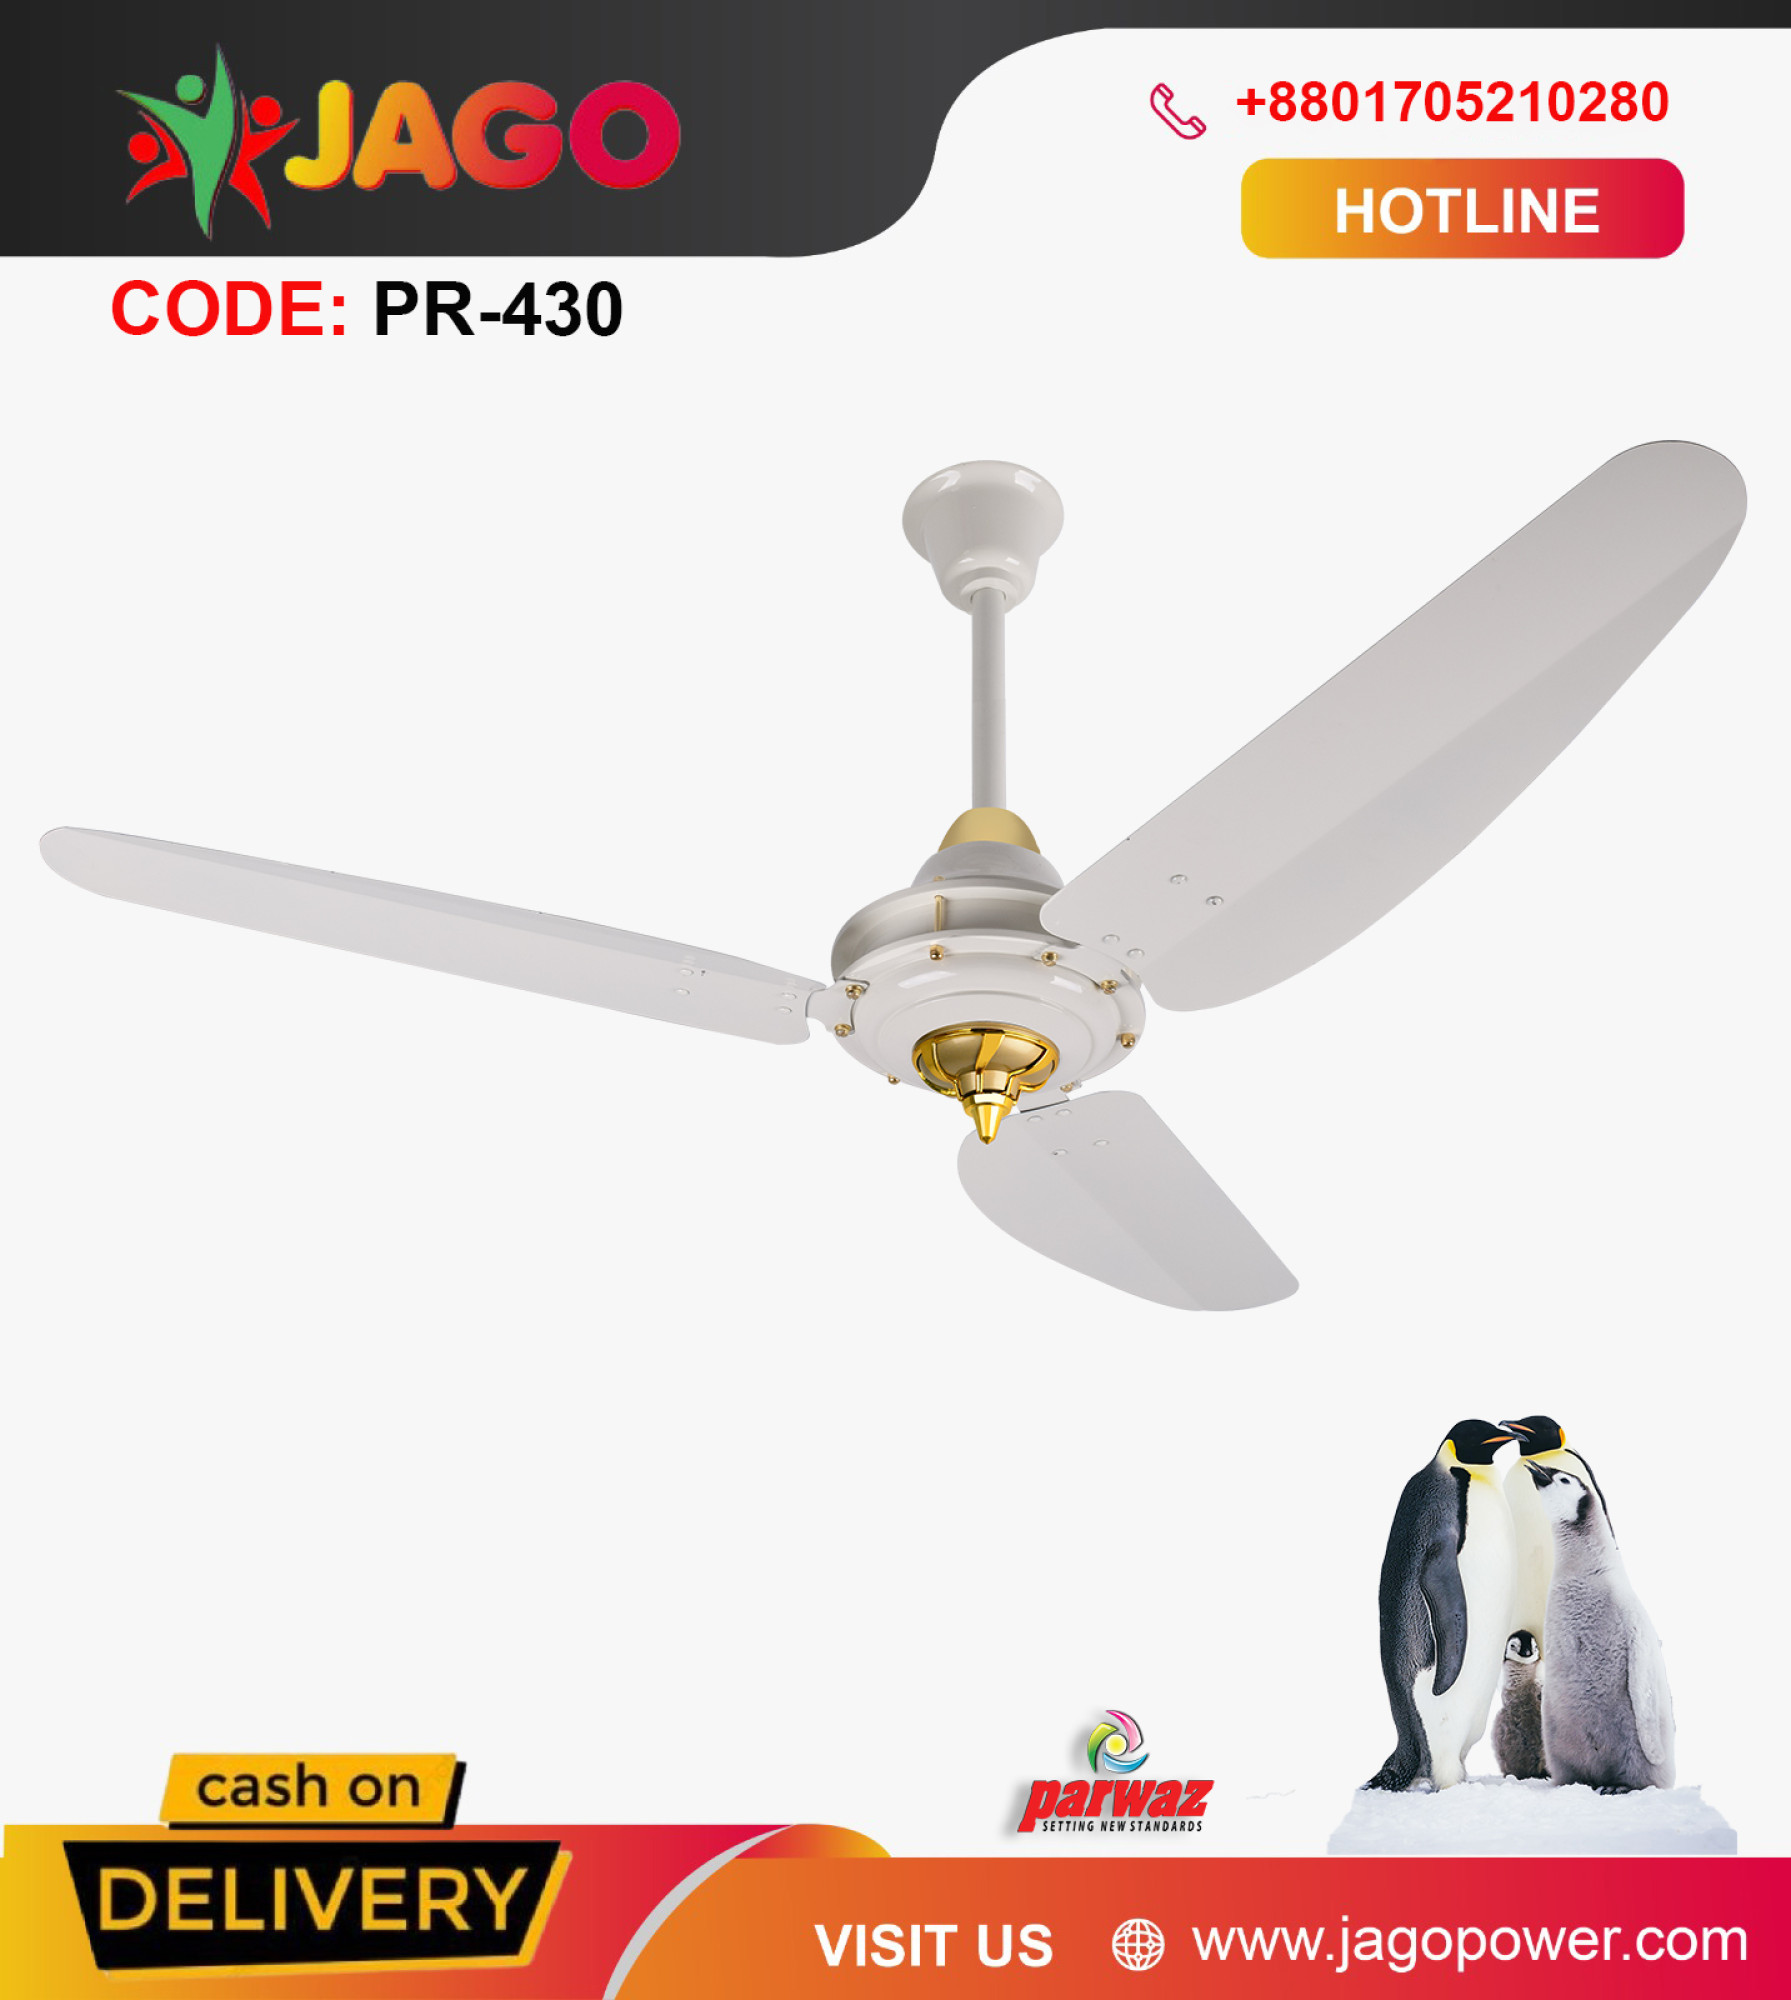 JAGO
+8801705210280
HOTLINE
CODE: PR-430
cash on
DELIVERY
parwaz
SETTING NEW STANDARDS
VISIT US
www.jagopower.com